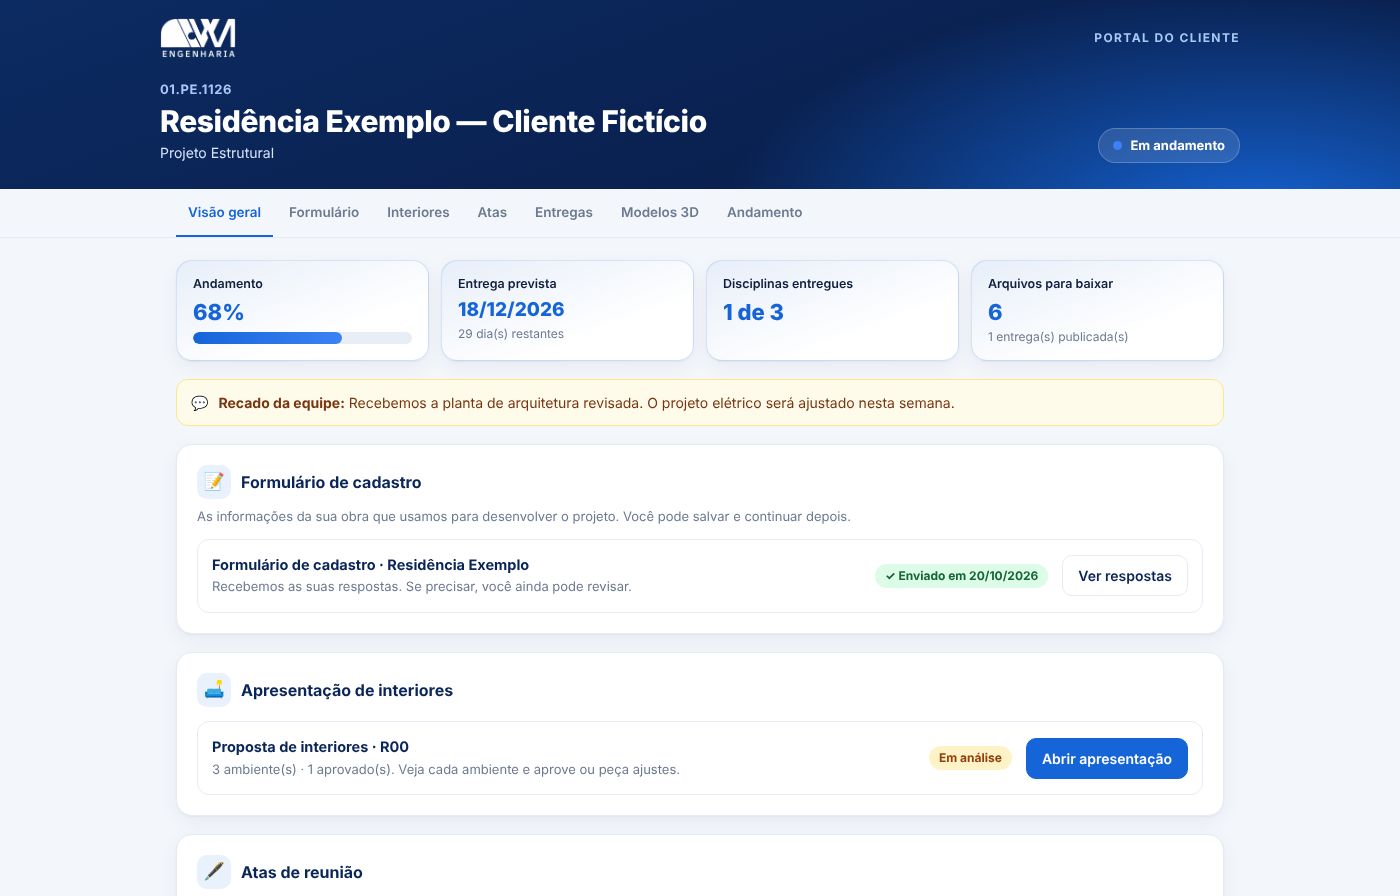 ENGENHARIA
PORTAL DO CLIENTE
01.PE.1126
Residência Exemplo — Cliente Fictício
Projeto Estrutural
Em andamento
Visão geral
Formulário
Interiores
Atas
Entregas
Modelos 3D
Andamento
Andamento
68%
Entrega prevista
18/12/2026
29 dia(s) restantes
Disciplinas entregues
1 de 3
Arquivos para baixar
6
1 entrega(s) publicada(s)
Recado da equipe: Recebemos a planta de arquitetura revisada. O projeto elétrico será ajustado nesta semana.
Formulário de cadastro
As informações da sua obra que usamos para desenvolver o projeto. Você pode salvar e continuar depois.
Formulário de cadastro · Residência Exemplo
Recebemos as suas respostas. Se precisar, você ainda pode revisar.
✓ Enviado em 20/10/2026
Ver respostas
Apresentação de interiores
Proposta de interiores · R00
3 ambiente(s) · 1 aprovado(s). Veja cada ambiente e aprove ou peça ajustes.
Em análise
Abrir apresentação
Atas de reunião